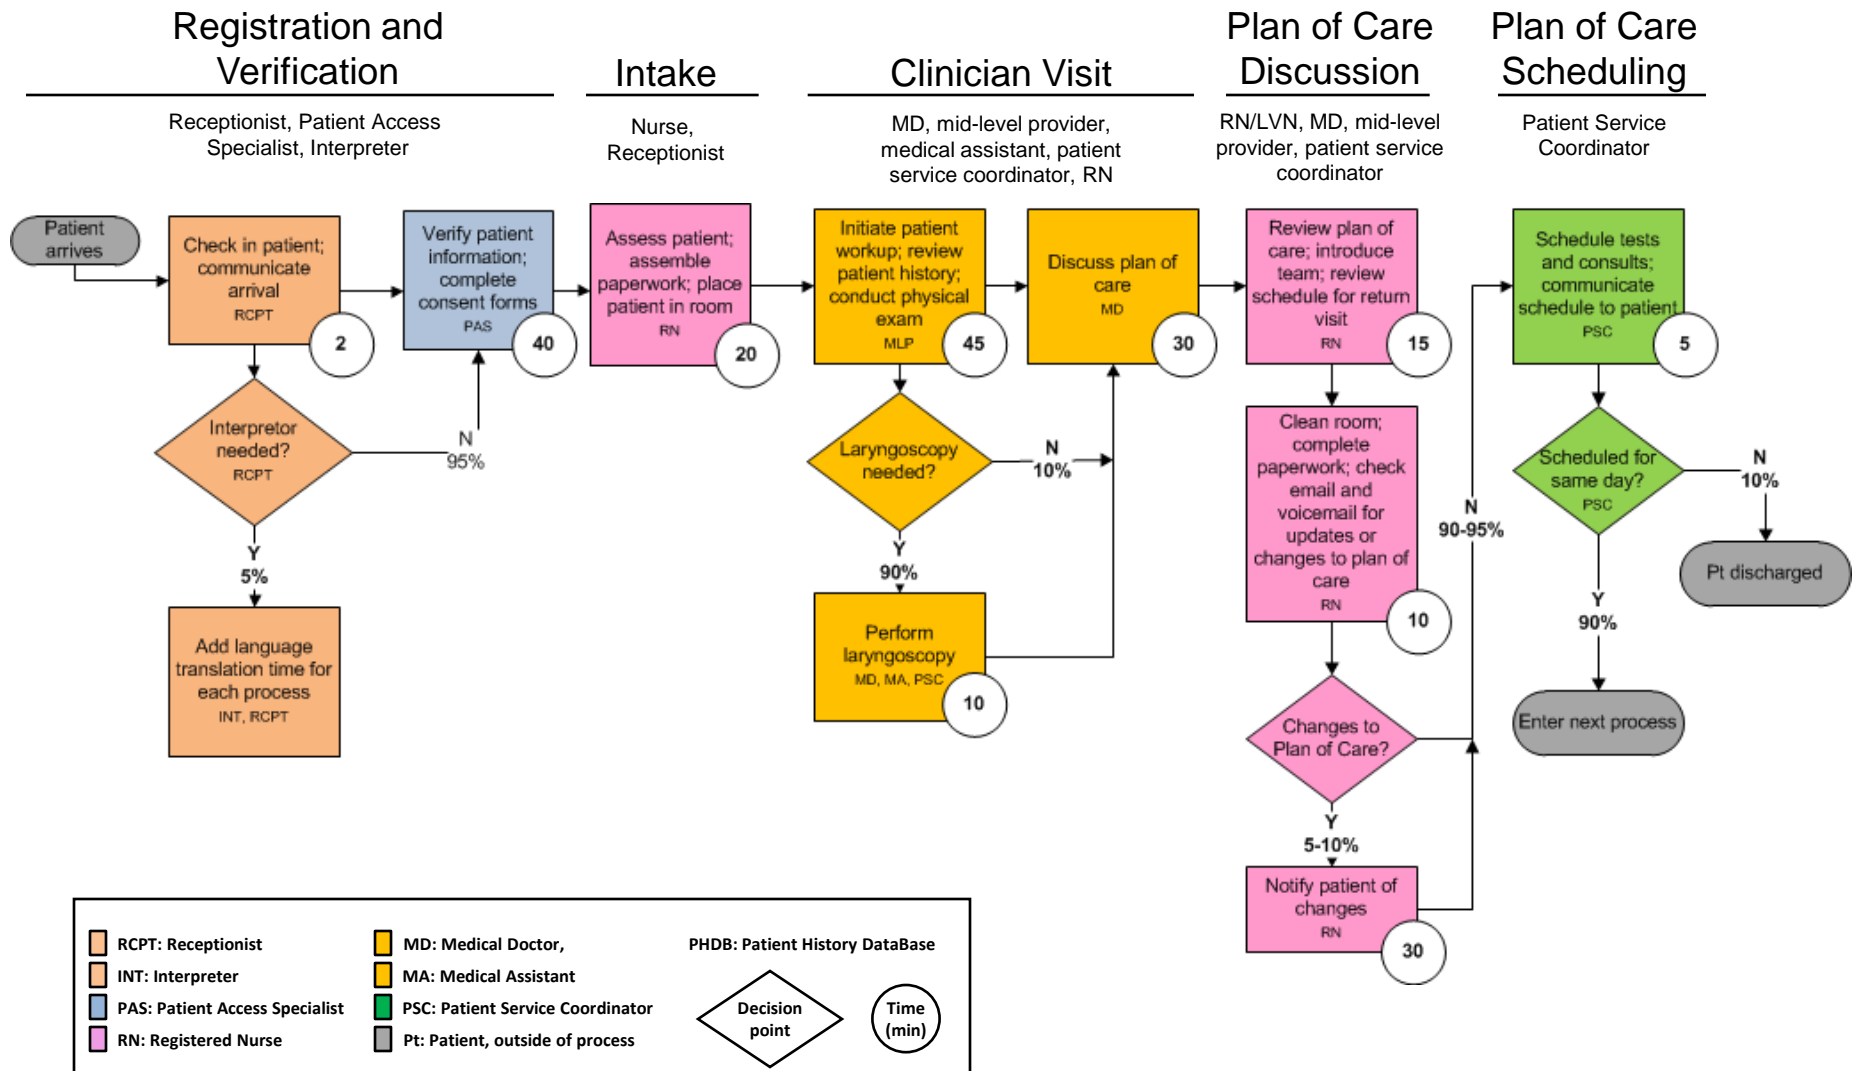 Registration and
Verification
Intake
Clinician Visit
Plan of Care
Discussion
Plan of Care
Scheduling
Receptionist, Patient Access
Specialist, Interpreter
Nurse,
Receptionist
MD, mid-level provider,
medical assistant, patient
service coordinator, RN
RN/LVN, MD, mid-level
provider, patient service
coordinator
Patient Service
Coordinator
Patient
arrives
Check in patient;
communicate
arrival
RCPT
2
Verify patient
information;
complete
consent forms
PAS
40
Assess patient;
assemble
paperwork; place
patient in room
RN
20
Initiate patient
workup; review
patient history;
conduct physical
exam
MLP
45
Discuss plan of
care
MD
30
Review plan of
care; introduce
team; review
schedule for return
visit
RN
15
Schedule tests
and consults;
communicate
schedule to patient
PSC
5
Interpretor
needed?
RCPT
N
95%
Y
5%
Add language
translation time for
each process
INT, RCPT
Laryngoscopy
needed?
N
10%
Y
90%
Perform
laryngoscopy
MD, MA, PSC
10
Clean room;
complete
paperwork; check
email and
voicemail for
updates or
changes to plan of
care
RN
10
Changes to
Plan of Care?
N
90-95%
Y
5-10%
Notify patient of
changes
RN
30
Scheduled for
same day?
PSC
N
10%
Pt discharged
Y
90%
Enter next process
RCPT: Receptionist
INT: Interpreter
PAS: Patient Access Specialist
RN: Registered Nurse
MD: Medical Doctor,
MA: Medical Assistant
PSC: Patient Service Coordinator
Pt: Patient, outside of process
PHDB: Patient History DataBase
Decision
point
Time
(min)